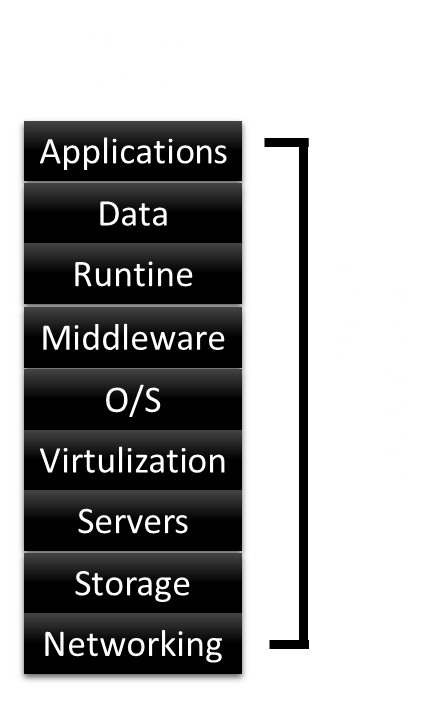 Applications
Data
Runtine
Middleware
O/S
Virtulization
Servers
Storage
Networking